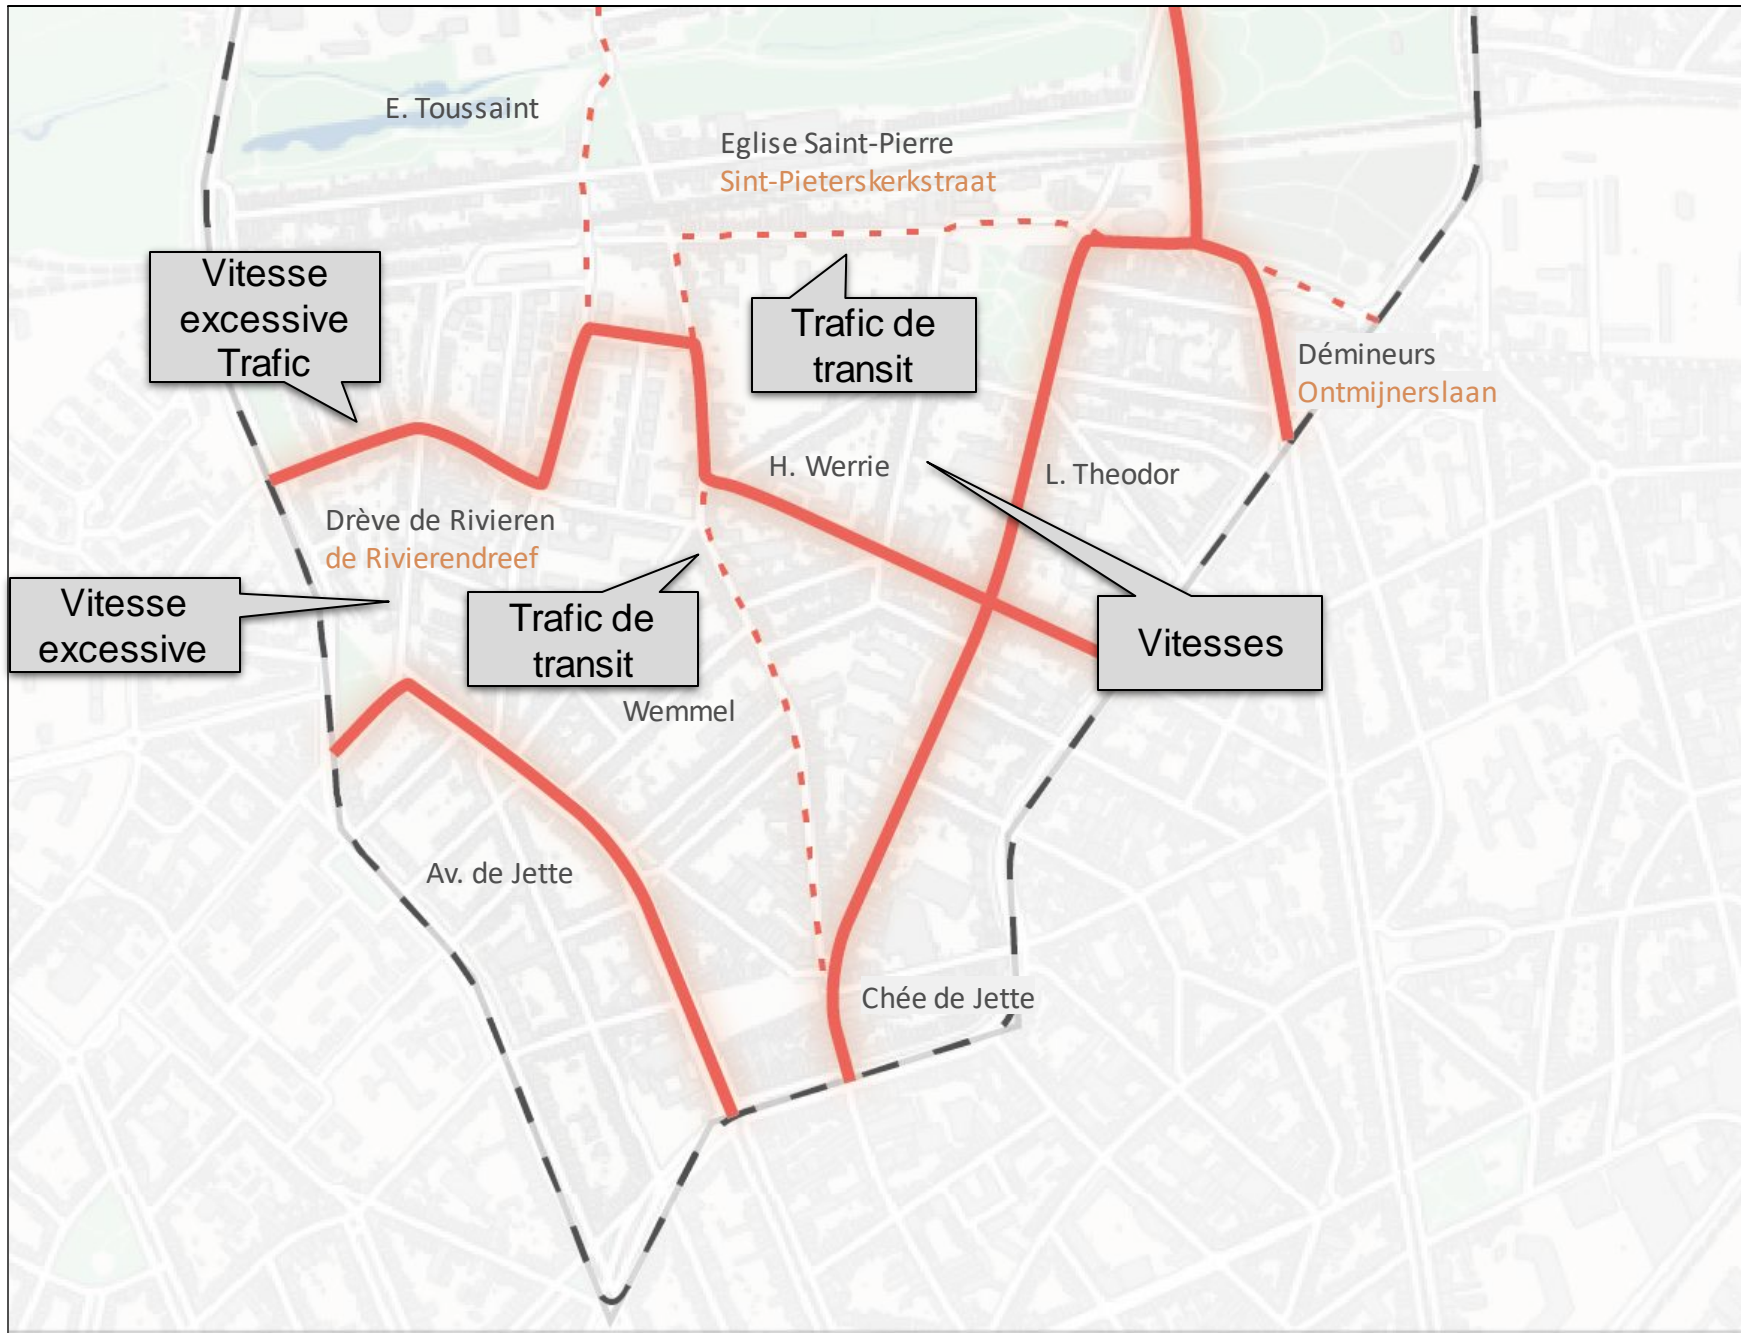 E. Toussaint
Eglise Saint-Pierre
Sint-Pieterskerkstraat
Vitesse
excessive
Trafic
Trafic de
transit
Démineurs
Ontmijnerslaan
H. Werrie
L. Theodor
Drève de Rivieren
de Rivierendreef
Vitesse
excessive
Trafic de
transit
Vitesses
Wemmel
Av. de Jette
Chée de Jette